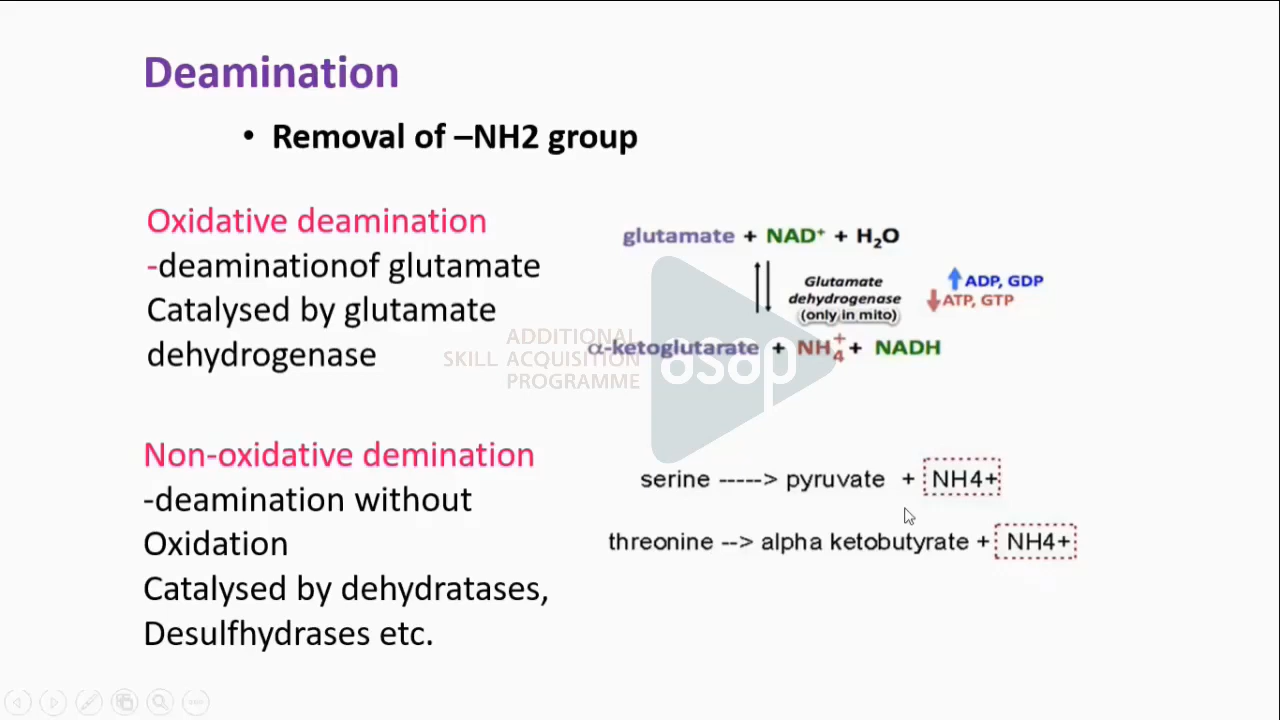 Deamination
• Removal of –NH2 group
Oxidative deamination
-deaminationof glutamate
Catalysed by glutamate
dehydrogenase
glutamate + NAD+ + H2O
Glutamate
dehydrogenase
(only in mito)
ADP, GDP
ATP, GTP
α-ketoglutarate + NH4+ + NADH
ADDITIONAL
SKILL ACQUISITION
PROGRAMME
asap
Non-oxidative demination
-deamination without
Oxidation
Catalysed by dehydratases,
Desulfhydrases etc.
serine -----> pyruvate + NH4+
threonine --> alpha ketobutyrate + NH4+